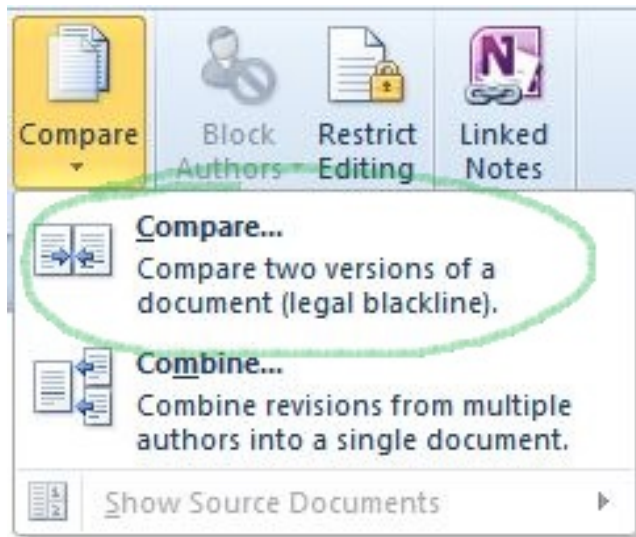 Compare
Block
Authors
Restrict
Editing
Linked
Notes
Compare...
Compare two versions of a
document (legal blackline).
Combine...
Combine revisions from multiple
authors into a single document.
Show Source Documents